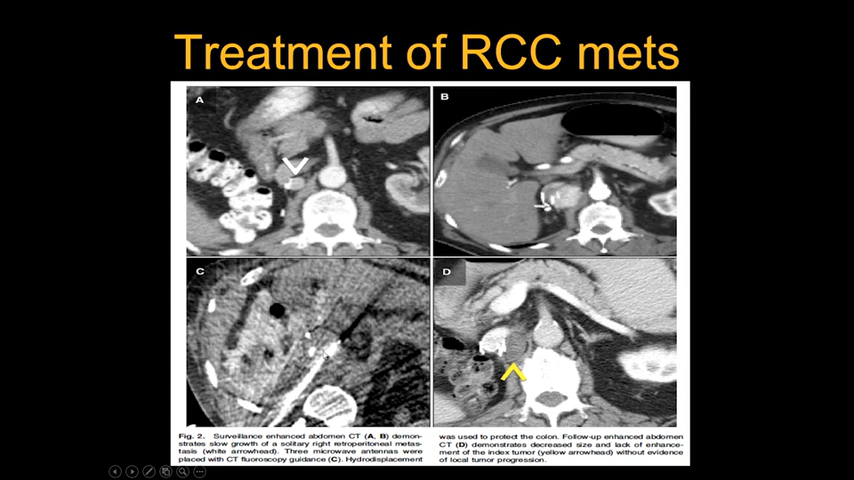 Treatment of RCC mets
A
B
C
D
Fig. 2. Surveillance enhanced abdomen CT (A, B) demon-
strates slow growth of a solitary right retroperitoneal metas-
tasis (white arrowhead). Three microwave antennas were
placed with CT fluoroscopy guidance (C). Hydrodisplacement
was used to protect the colon. Follow-up enhanced abdomen
CT (D) demonstrates decreased size and lack of enhance-
ment of the index tumor (yellow arrowhead) without evidence
of local tumor progression.